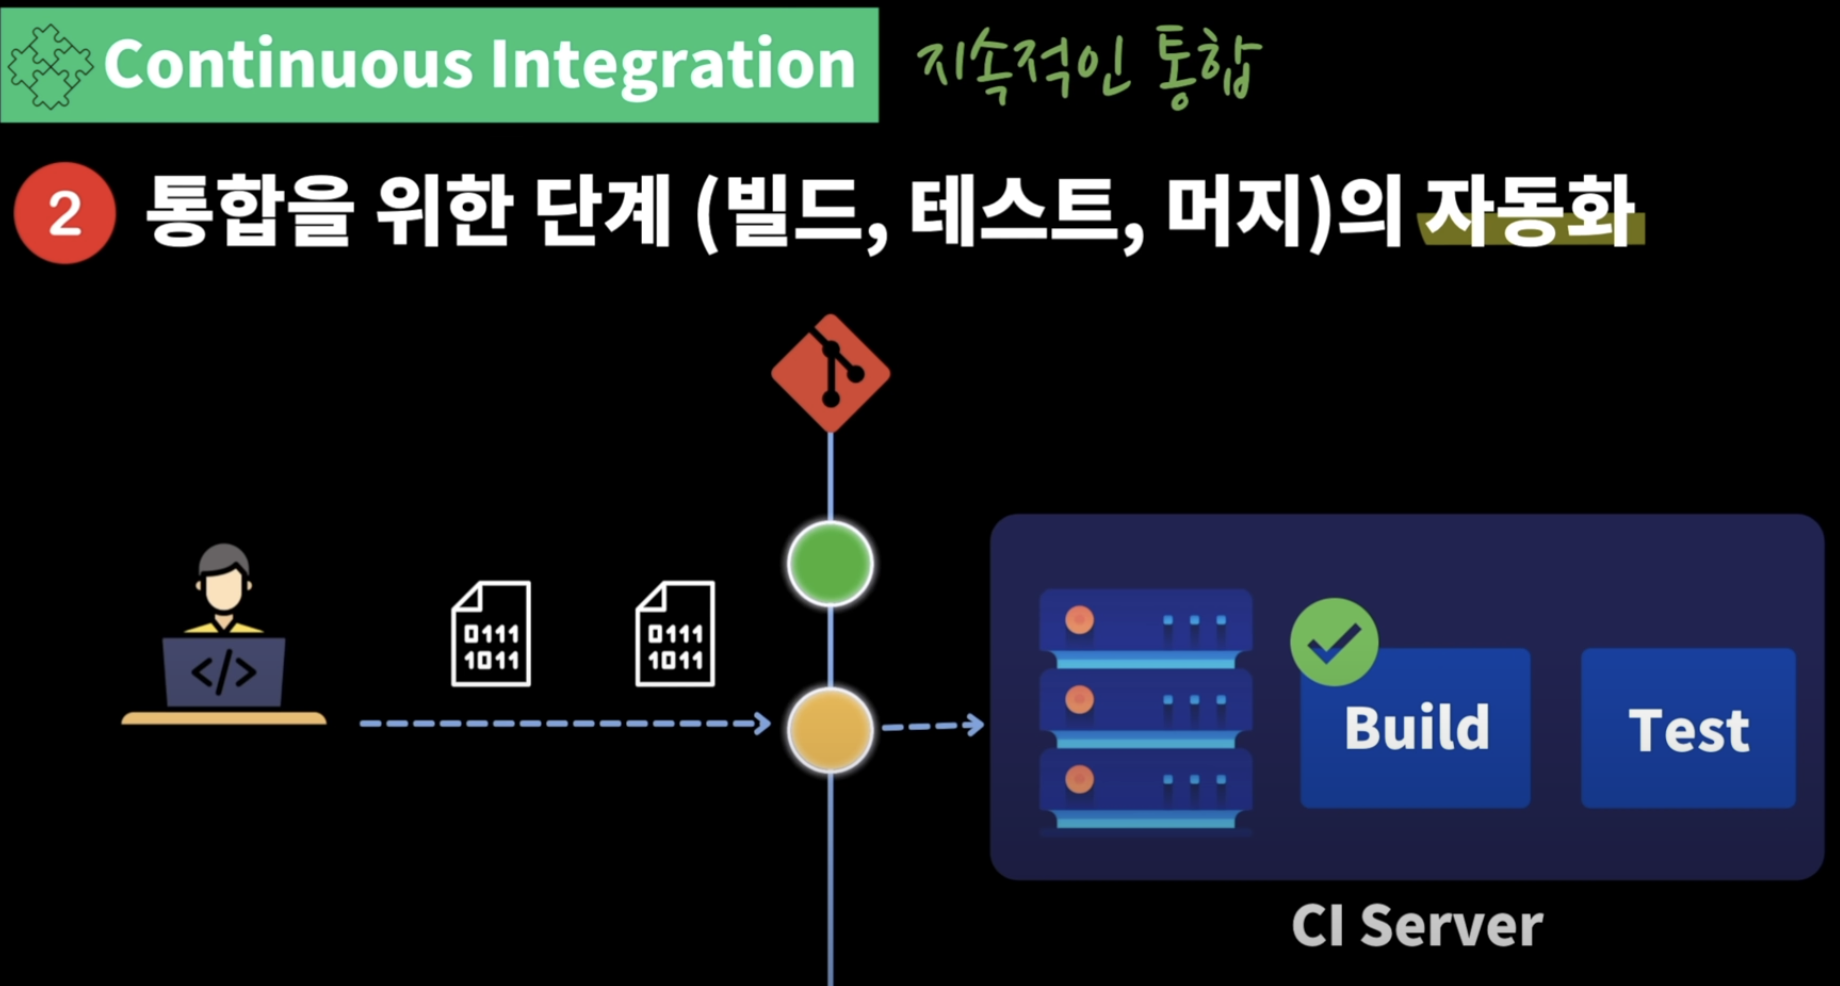 Continuous Integration 지속적인 통합
2 통합을 위한 단계 (빌드, 테스트, 머지)의 자동화
0111
1011
0111
1011
</>
Build
Test
CI Server